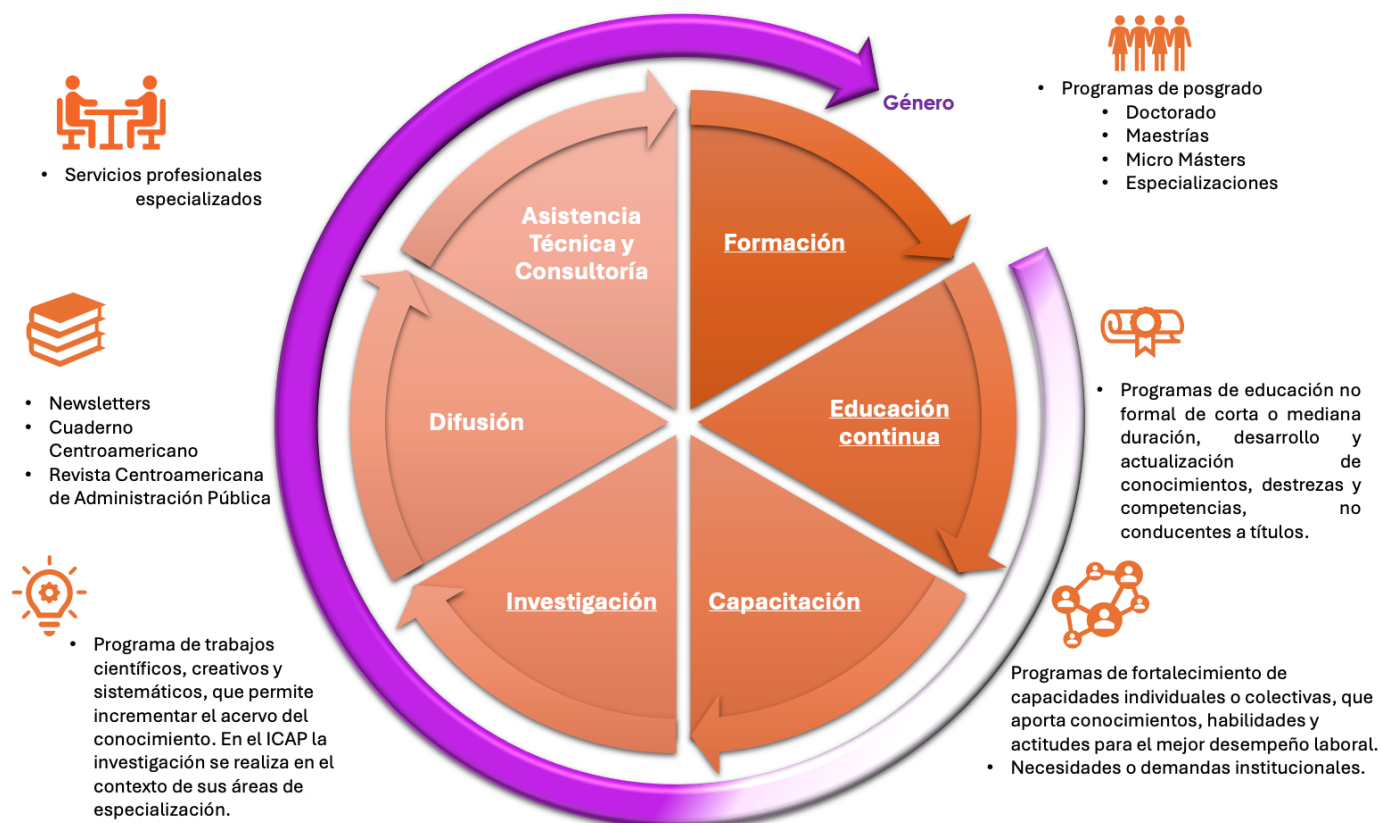 Género
• Programas de posgrado
• Doctorado
• Maestrías
• Micro Másters
• Especializaciones
• Servicios profesionales
especializados
Asistencia
Técnica y
Consultoría
Formación
Educación
continua
Difusión
Investigación
Capacitación
• Programas de educación no
formal de corta o mediana
duración, desarrollo y
actualización de
conocimientos, destrezas y
competencias, no
conducentes a títulos.
• Newsletters
• Cuaderno
Centroamericano
• Revista Centroamericana
de Administración Pública
• Programa de trabajos
científicos, creativos y
sistemáticos, que permite
incrementar el acervo del
conocimiento. En el ICAP la
investigación se realiza en el
contexto de sus áreas de
especialización.
Programas de fortalecimiento de
capacidades individuales o colectivas, que
aporta conocimientos, habilidades y
actitudes para el mejor desempeño laboral.
• Necesidades o demandas institucionales.